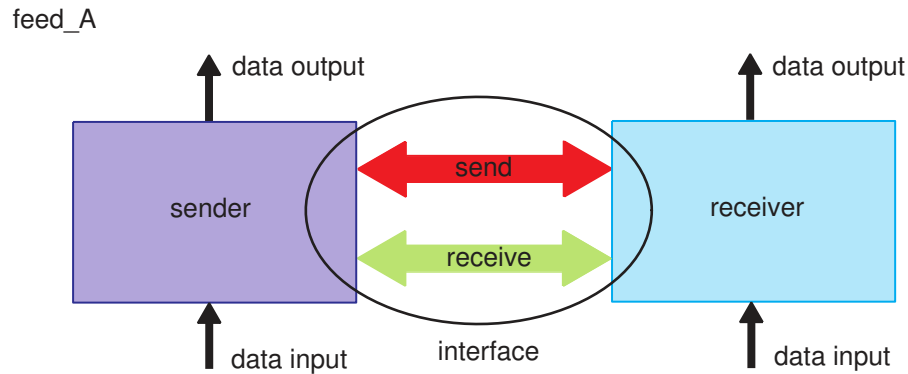 feed_A
data output
data output
send
sender
receiver
receive
interface
data input
data input